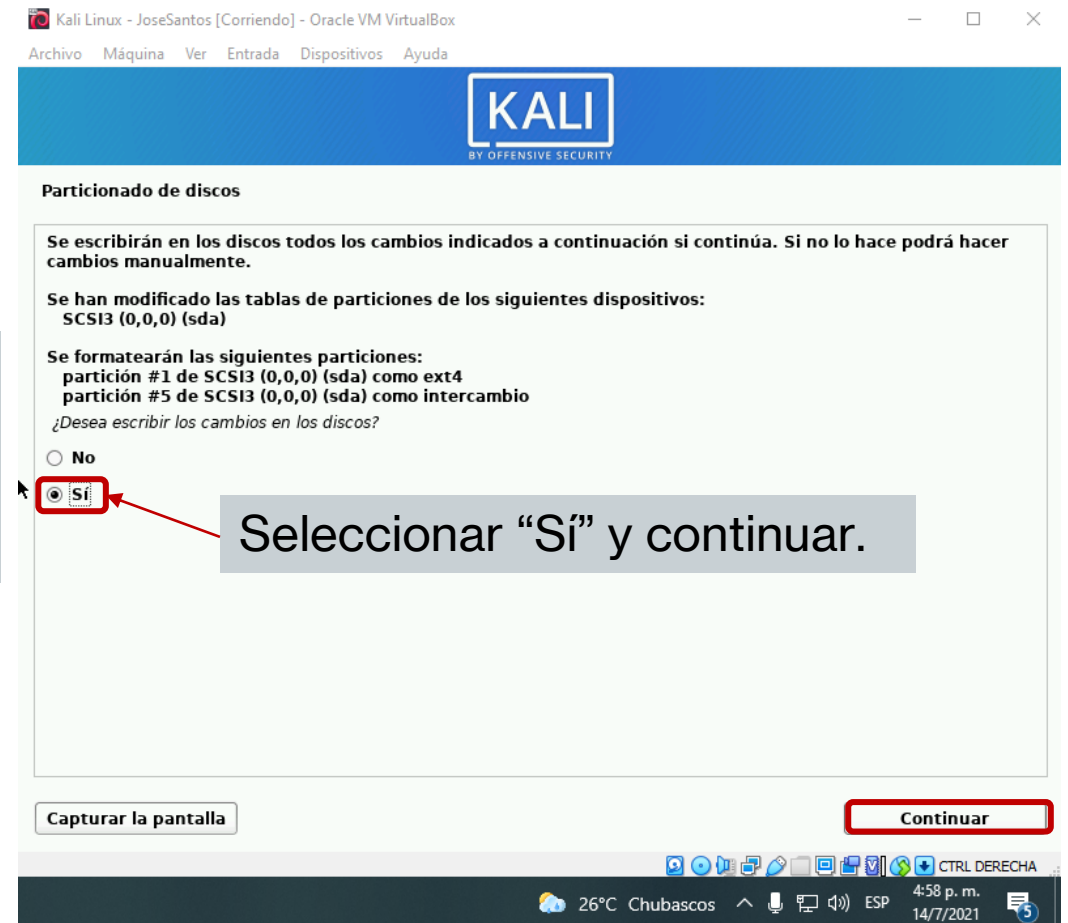 Kali Linux - JoseSantos [Corriendo] - Oracle VM VirtualBox
Archivo Máquina Ver Entrada Dispositivos Ayuda
KALI
BY OFFENSIVE SECURITY
Particionado de discos
Se escribirán en los discos todos los cambios indicados a continuación si continúa. Si no lo hace podrá hacer
cambios manualmente.
Se han modificado las tablas de particiones de los siguientes dispositivos:
SCSI3 (0,0,0) (sda)
Se formatearán las siguientes particiones:
partición #1 de SCSI3 (0,0,0) (sda) como ext4
partición #5 de SCSI3 (0,0,0) (sda) como intercambio
¿Desea escribir los cambios en los discos?
No
Sí
Seleccionar “Sí” y continuar.
Capturar la pantalla
Continuar
CTRL DERECHA
26°C Chubascos
ESP
4:58 p. m.
14/7/2021
5